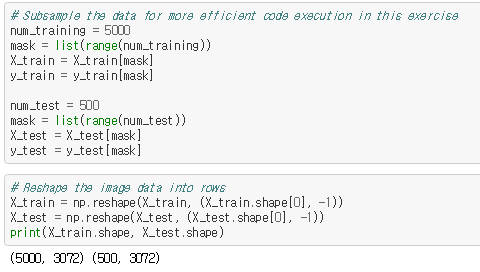 # Subsample the data for more efficient code execution in this exercise
num_training = 5000
mask = list(range(num_training))
X_train = X_train[mask]
y_train = y_train[mask]
num_test = 500
mask = list(range(num_test))
X_test = X_test[mask]
y_test = y_test[mask]
# Reshape the image data into rows
X_train = np.reshape(X_train, (X_train.shape[0], -1))
X_test = np.reshape(X_test, (X_test.shape[0], -1))
print(X_train.shape, X_test.shape)
(5000, 3072) (500, 3072)